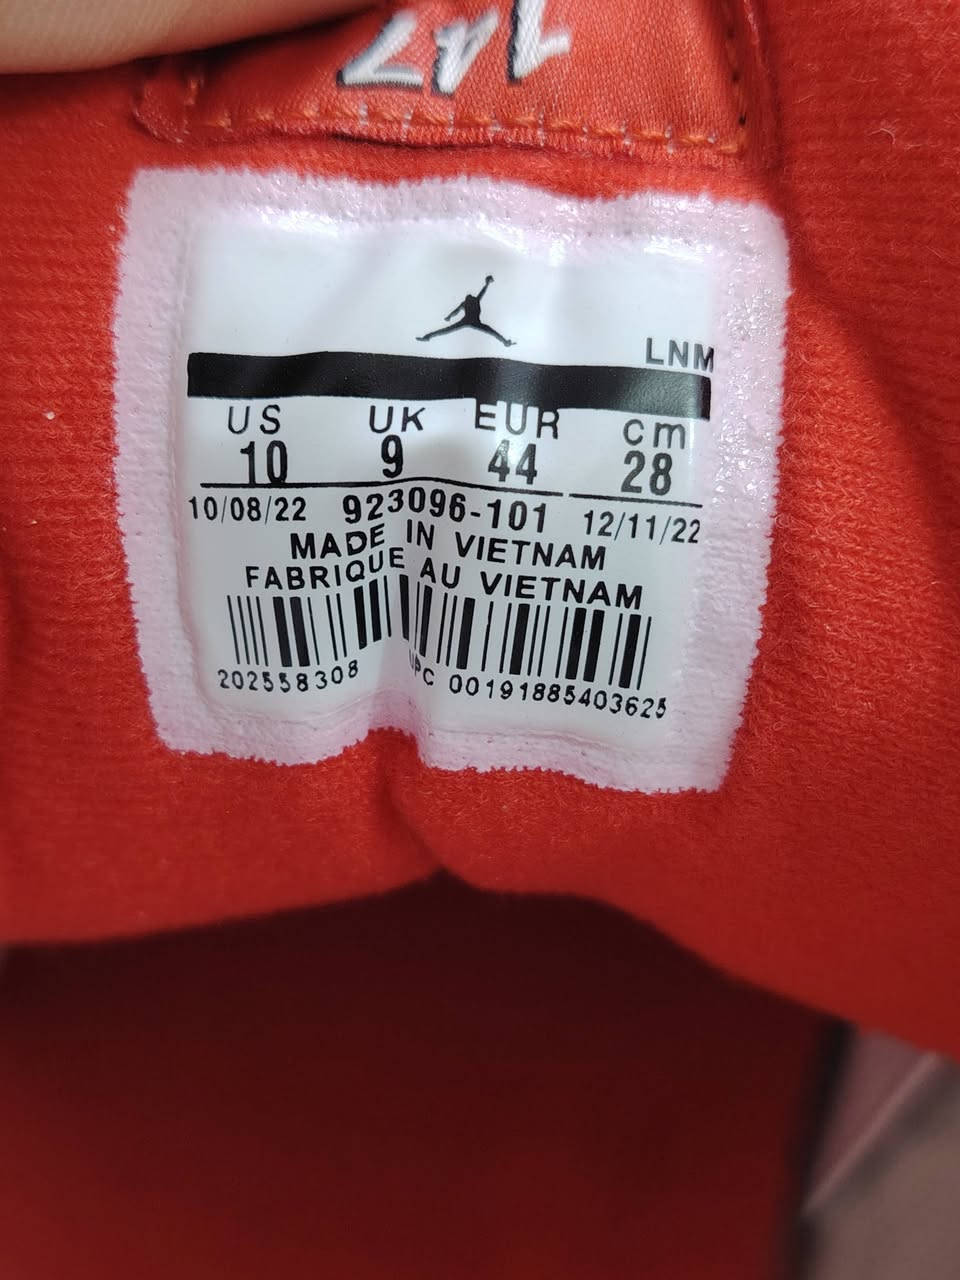 147
LNM
US UK EUR cm
10 9 44 28
10/08/22 923096-101 12/11/22
MADE IN VIETNAM
FABRIQUE AU VIETNAM
202558308 UPC 00191885403625